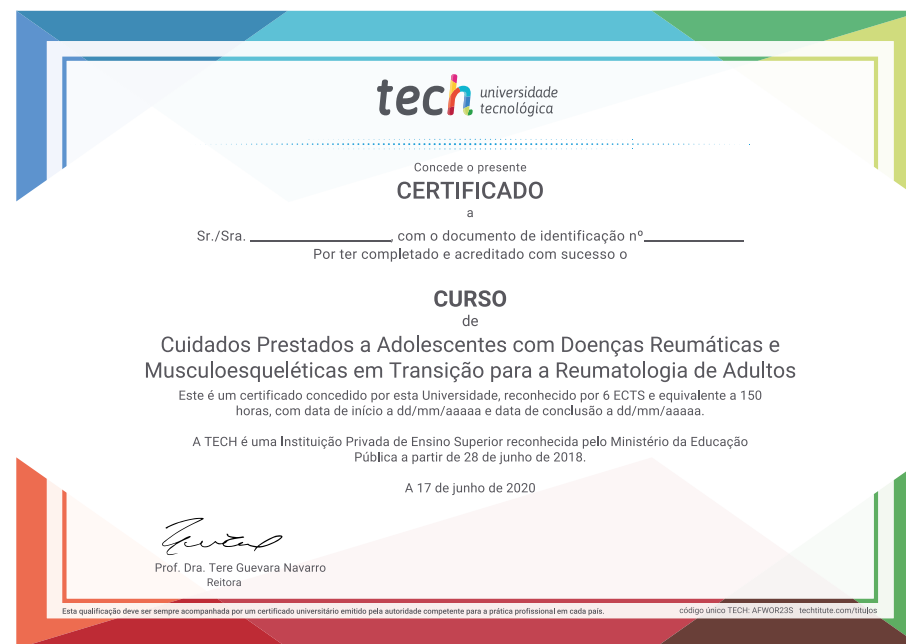 tech universidade
tecnológica
Concede o presente
CERTIFICADO
a
Sr./Sra. , com o documento de identificação nº
Por ter completado e acreditado com sucesso o
CURSO
de
Cuidados Prestados a Adolescentes com Doenças Reumáticas e
Musculoesqueléticas em Transição para a Reumatologia de Adultos
Este é um certificado concedido por esta Universidade, reconhecido por 6 ECTS e equivalente a 150
horas, com data de início a dd/mm/aaaaa e data de conclusão a dd/mm/aaaaa.
A TECH é uma Instituição Privada de Ensino Superior reconhecida pelo Ministério da Educação
Pública a partir de 28 de junho de 2018.
A 17 de junho de 2020
Prof. Dra. Tere Guevara Navarro
Reitora
Esta qualificação deve ser sempre acompanhada por um certificado universitário emitido pela autoridade competente para a prática profissional em cada país.
código único TECH: AFWOR23S techtitute.com/titulos